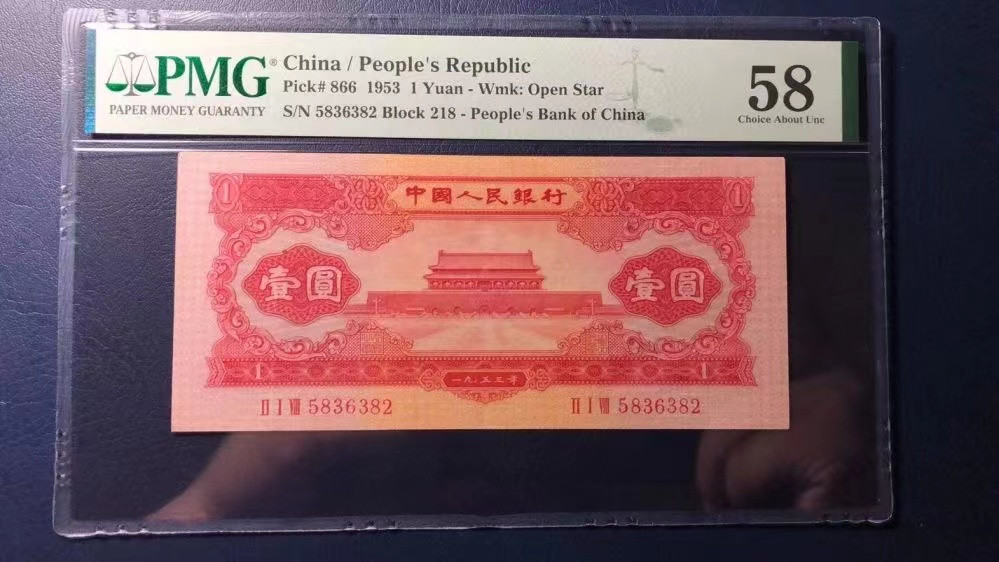 PMG®
PAPER MONEY GUARANTY
China / People's Republic
Pick# 866 1953 1 Yuan - Wmk: Open Star
S/N 5836382 Block 218 - People's Bank of China
58
Choice About Unc
1 中國人民銀行 1
壹圓 壹圓
1 一九五三年 1
II I VIII 5836382 II I VIII 5836382